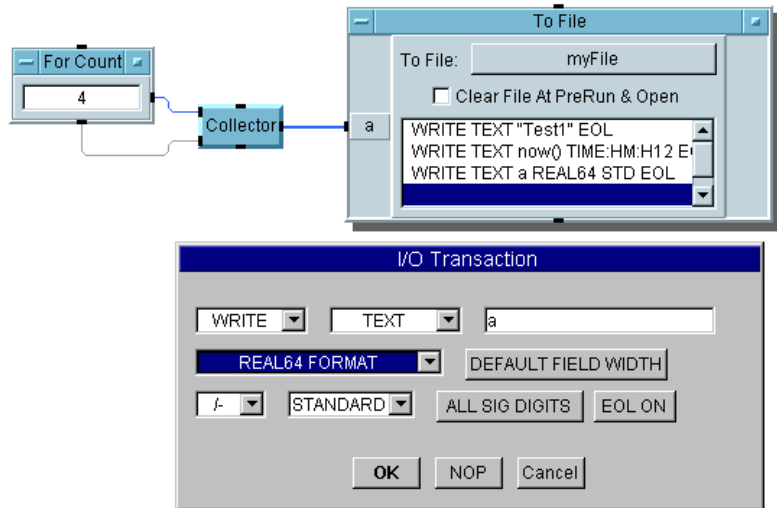 To File
For Count
4
Collector
a
To File:
myFile
Clear File At PreRun & Open
WRITE TEXT "Test1" EOL
WRITE TEXT now() TIME:HM:H12 E
WRITE TEXT a REAL64 STD EOL
I/O Transaction
WRITE
TEXT
a
REAL64 FORMAT
DEFAULT FIELD WIDTH
/-
STANDARD
ALL SIG DIGITS
EOL ON
OK
NOP
Cancel